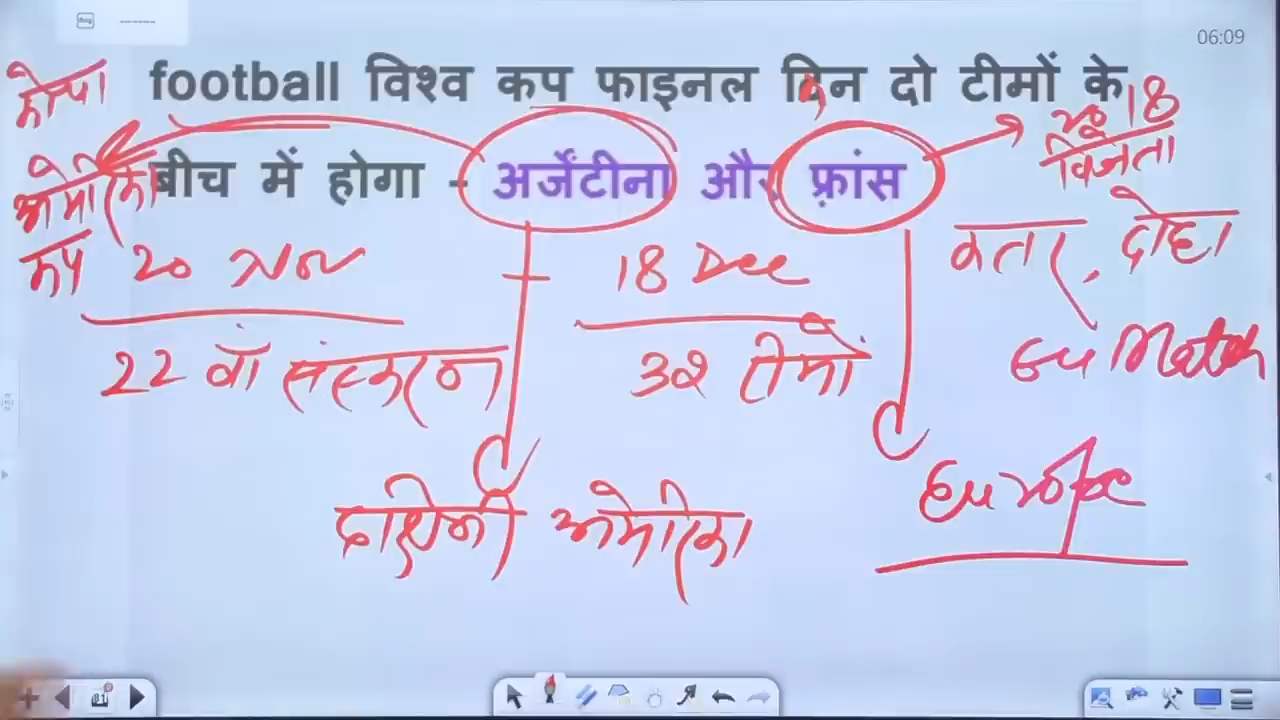 06:09
football विश्व कप फाइनल किन दो टीमों के
बीच में होगा - अर्जेंटीना और फ़्रांस
कोपा
अमेरिका
कप
2018
विजेता
20 Nov - 18 Dec
कतर, दोहा
22 वां संस्करण
32 टीमों
64 Match
दक्षिणी अमेरिका
Europe
81